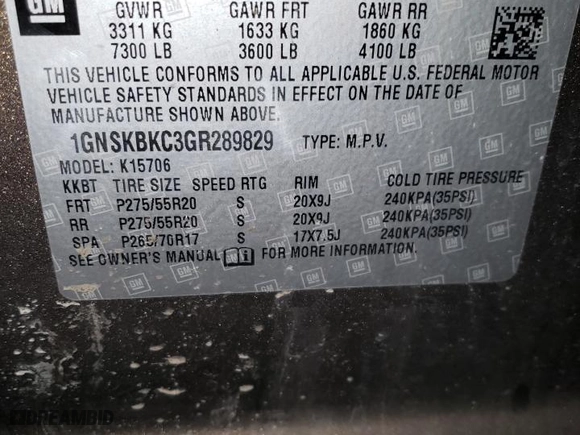 GM
GVWR GAWR FRT GAWR RR
3311 KG 1633 KG 1860 KG
7300 LB 3600 LB 4100 LB
THIS VEHICLE CONFORMS TO ALL APPLICABLE U.S. FEDERAL MOTOR
VEHICLE SAFETY STANDARDS IN EFFECT ON THE DATE OF
MANUFACTURE SHOWN ABOVE.
1GNSKBKC3GR289829 TYPE: M.P.V.
MODEL: K15706
KKBT TIRE SIZE SPEED RTG RIM COLD TIRE PRESSURE
FRT P275/55R20 S 20X9J 240KPA(35PSI)
RR P275/55R20 S 20X9J 240KPA(35PSI)
SPA P265/70R17 S 17X7.5J 240KPA(35PSI)
SEE OWNER'S MANUAL FOR MORE INFORMATION.
DREAMBID